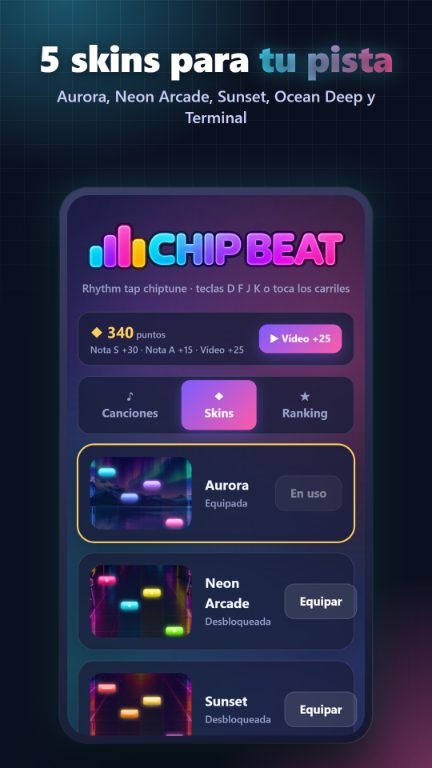 5 skins para tu pista
Aurora, Neon Arcade, Sunset, Ocean Deep y
Terminal
CHIP BEAT
Rhythm tap chiptune · teclas D F J K o toca los carriles
◆ 340 puntos
Nota S +30 · Nota A +15 · Vídeo +25
▶ Vídeo +25
♪
Canciones
◆
Skins
★
Ranking
Aurora
Equipada
En uso
Neon
Arcade
Desbloqueada
Equipar
Sunset
Desbloqueada
Equipar